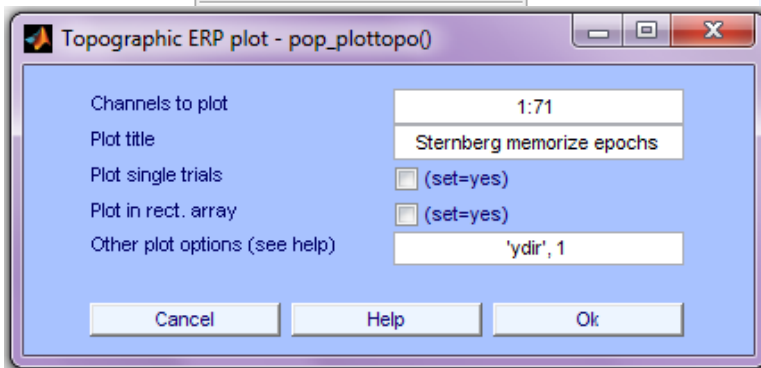 Topographic ERP plot - pop_plottopo()
Channels to plot 1:71
Plot title Sternberg memorize epochs
Plot single trials (set=yes)
Plot in rect. array (set=yes)
Other plot options (see help) 'ydir', 1
Cancel Help Ok